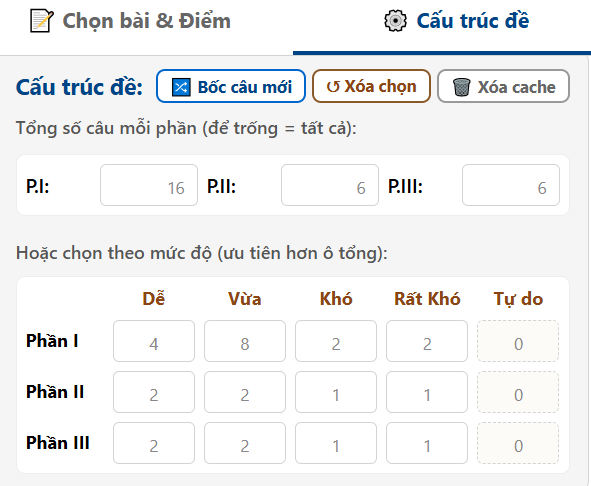 Chọn bài & Điểm
Cấu trúc đề
Cấu trúc đề:
Bốc câu mới
Xóa chọn
Xóa cache
Tổng số câu mỗi phần (để trống = tất cả):
P.I: 16 P.II: 6 P.III: 6
Hoặc chọn theo mức độ (ưu tiên hơn ô tổng):
Dễ Vừa Khó Rất Khó Tự do
Phần I 4 8 2 2 0
Phần II 2 2 1 1 0
Phần III 2 2 1 1 0